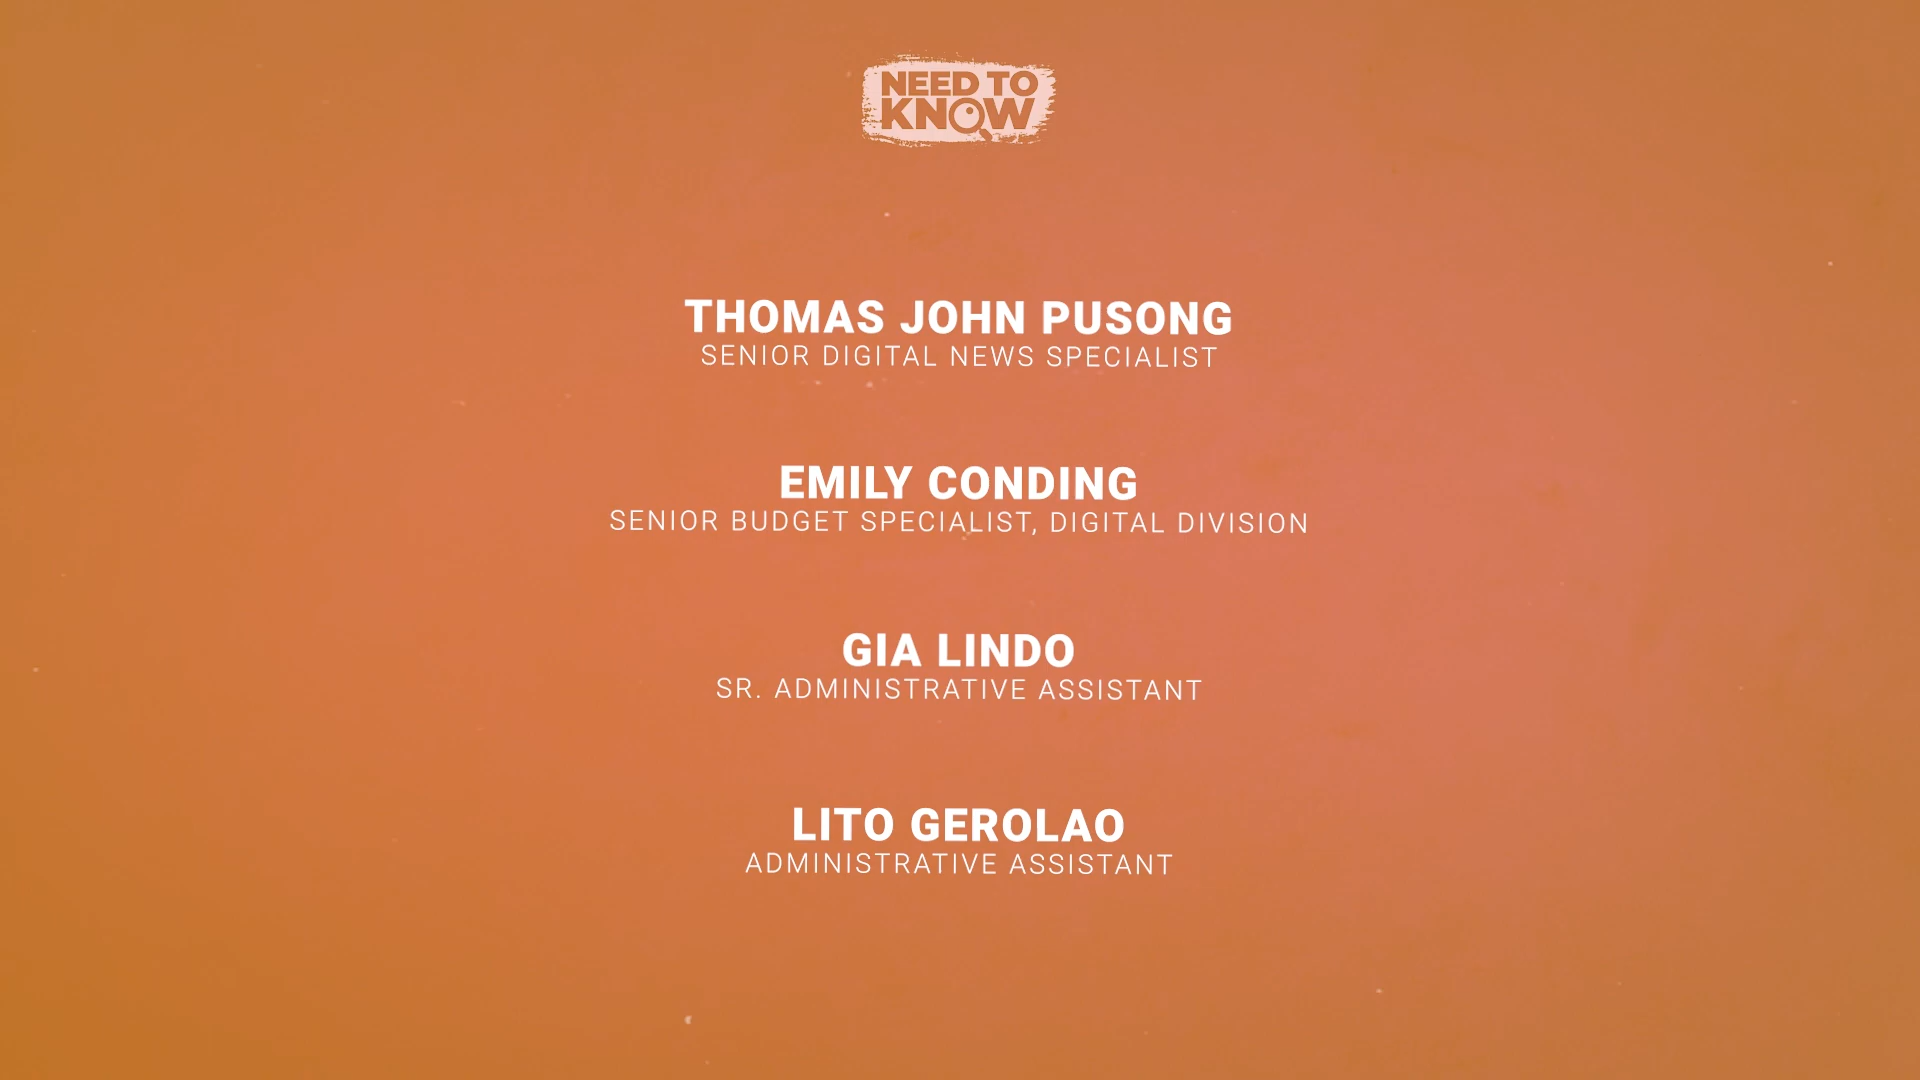 NEED TO
KNOW
THOMAS JOHN PUSONG
SENIOR DIGITAL NEWS SPECIALIST
EMILY CONDING
SENIOR BUDGET SPECIALIST, DIGITAL DIVISION
GIA LINDO
SR. ADMINISTRATIVE ASSISTANT
LITO GEROLAO
ADMINISTRATIVE ASSISTANT